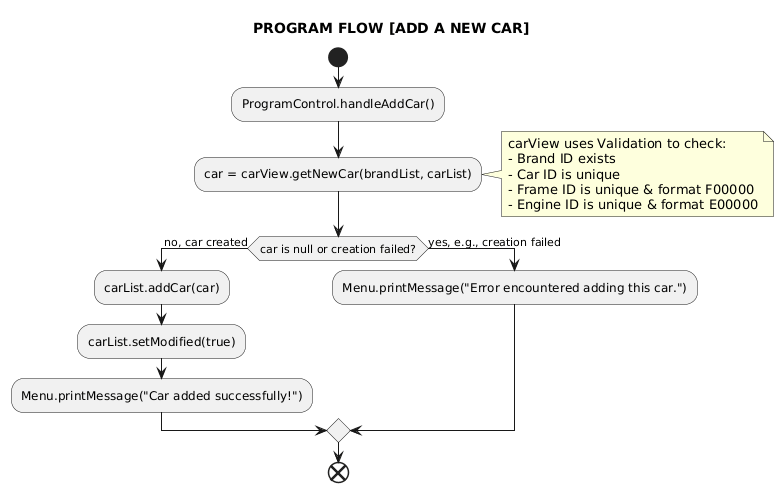 PROGRAM FLOW [ADD A NEW CAR]
ProgramControl.handleAddCar()
car = carView.getNewCar(brandList, carList)
carView uses Validation to check:
- Brand ID exists
- Car ID is unique
- Frame ID is unique & format F00000
- Engine ID is unique & format E00000
no, car created
car is null or creation failed?
yes, e.g., creation failed
carList.addCar(car)
Menu.printMessage("Error encountered adding this car.")
carList.setModified(true)
Menu.printMessage("Car added successfully!")